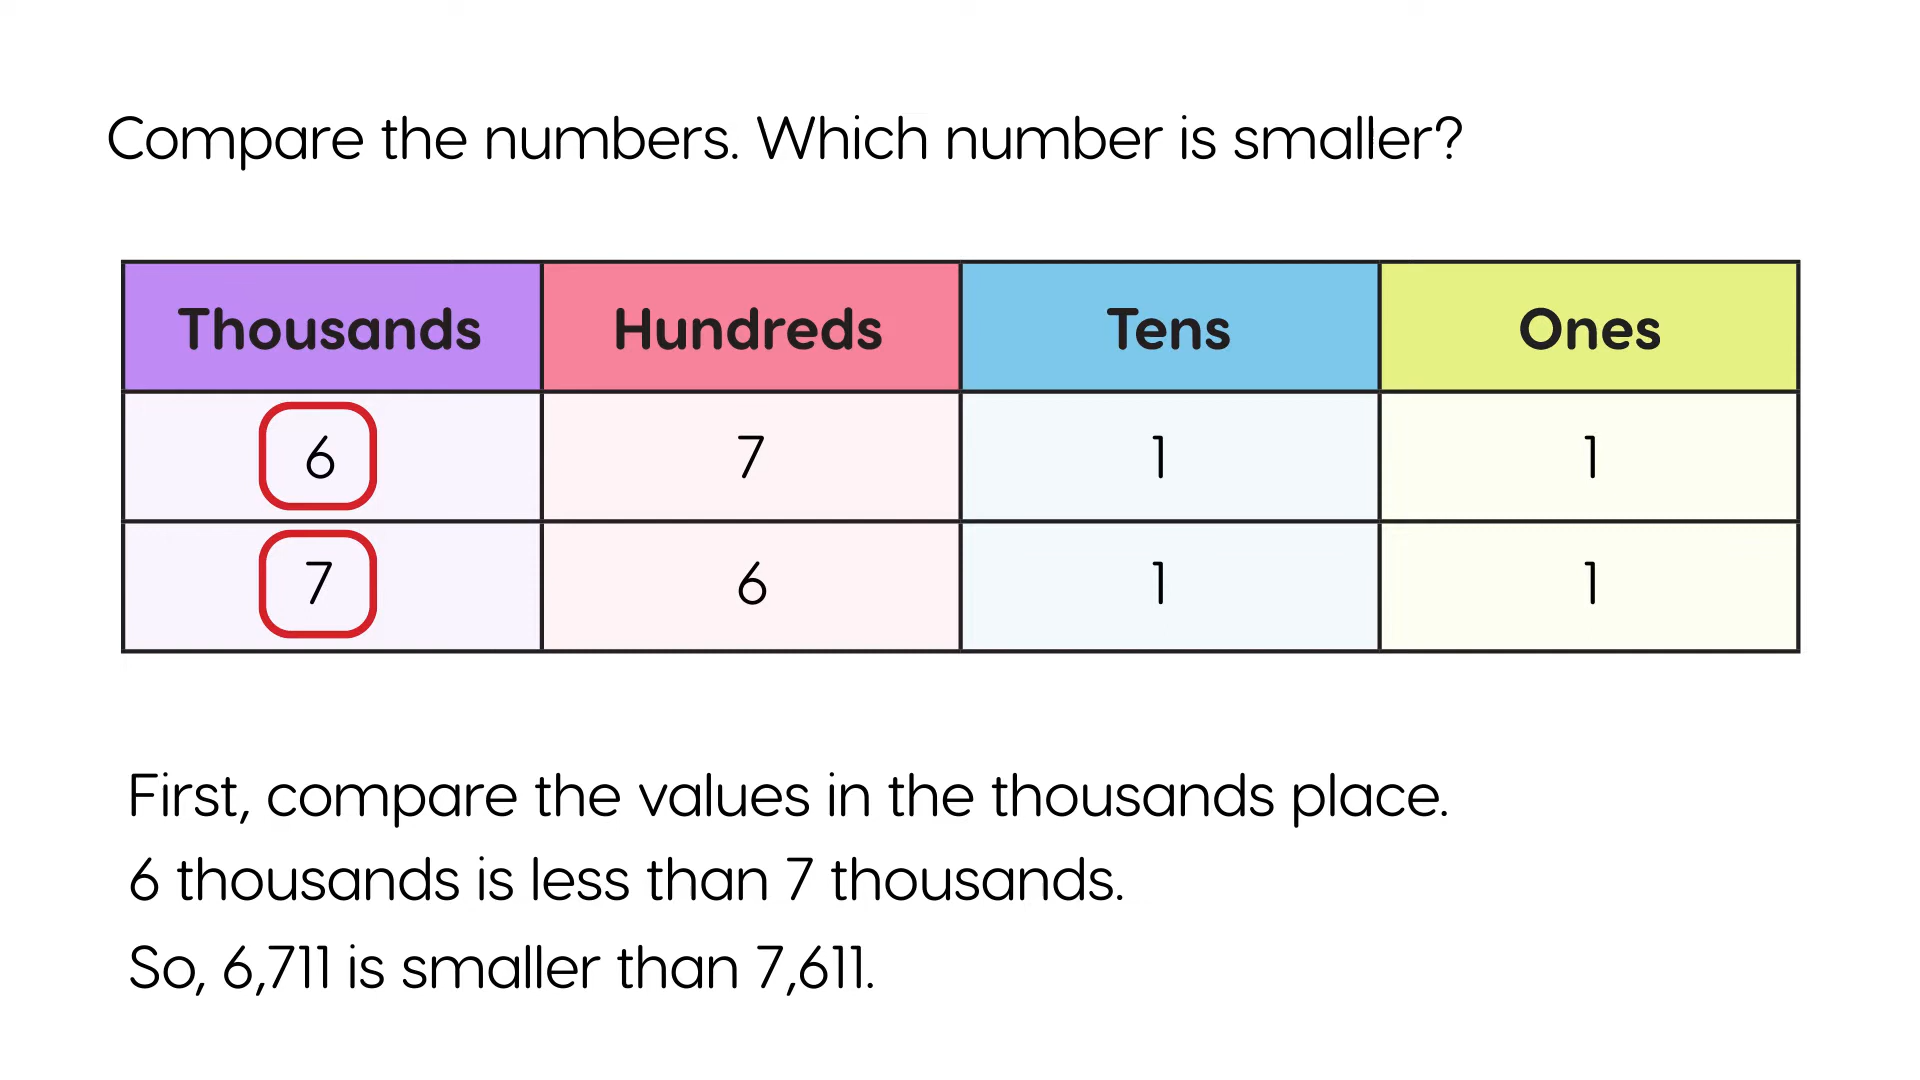 Compare the numbers. Which number is smaller?
Thousands Hundreds Tens Ones
6 7 1 1
7 6 1 1
First, compare the values in the thousands place.
6 thousands is less than 7 thousands.
So, 6,711 is smaller than 7,611.